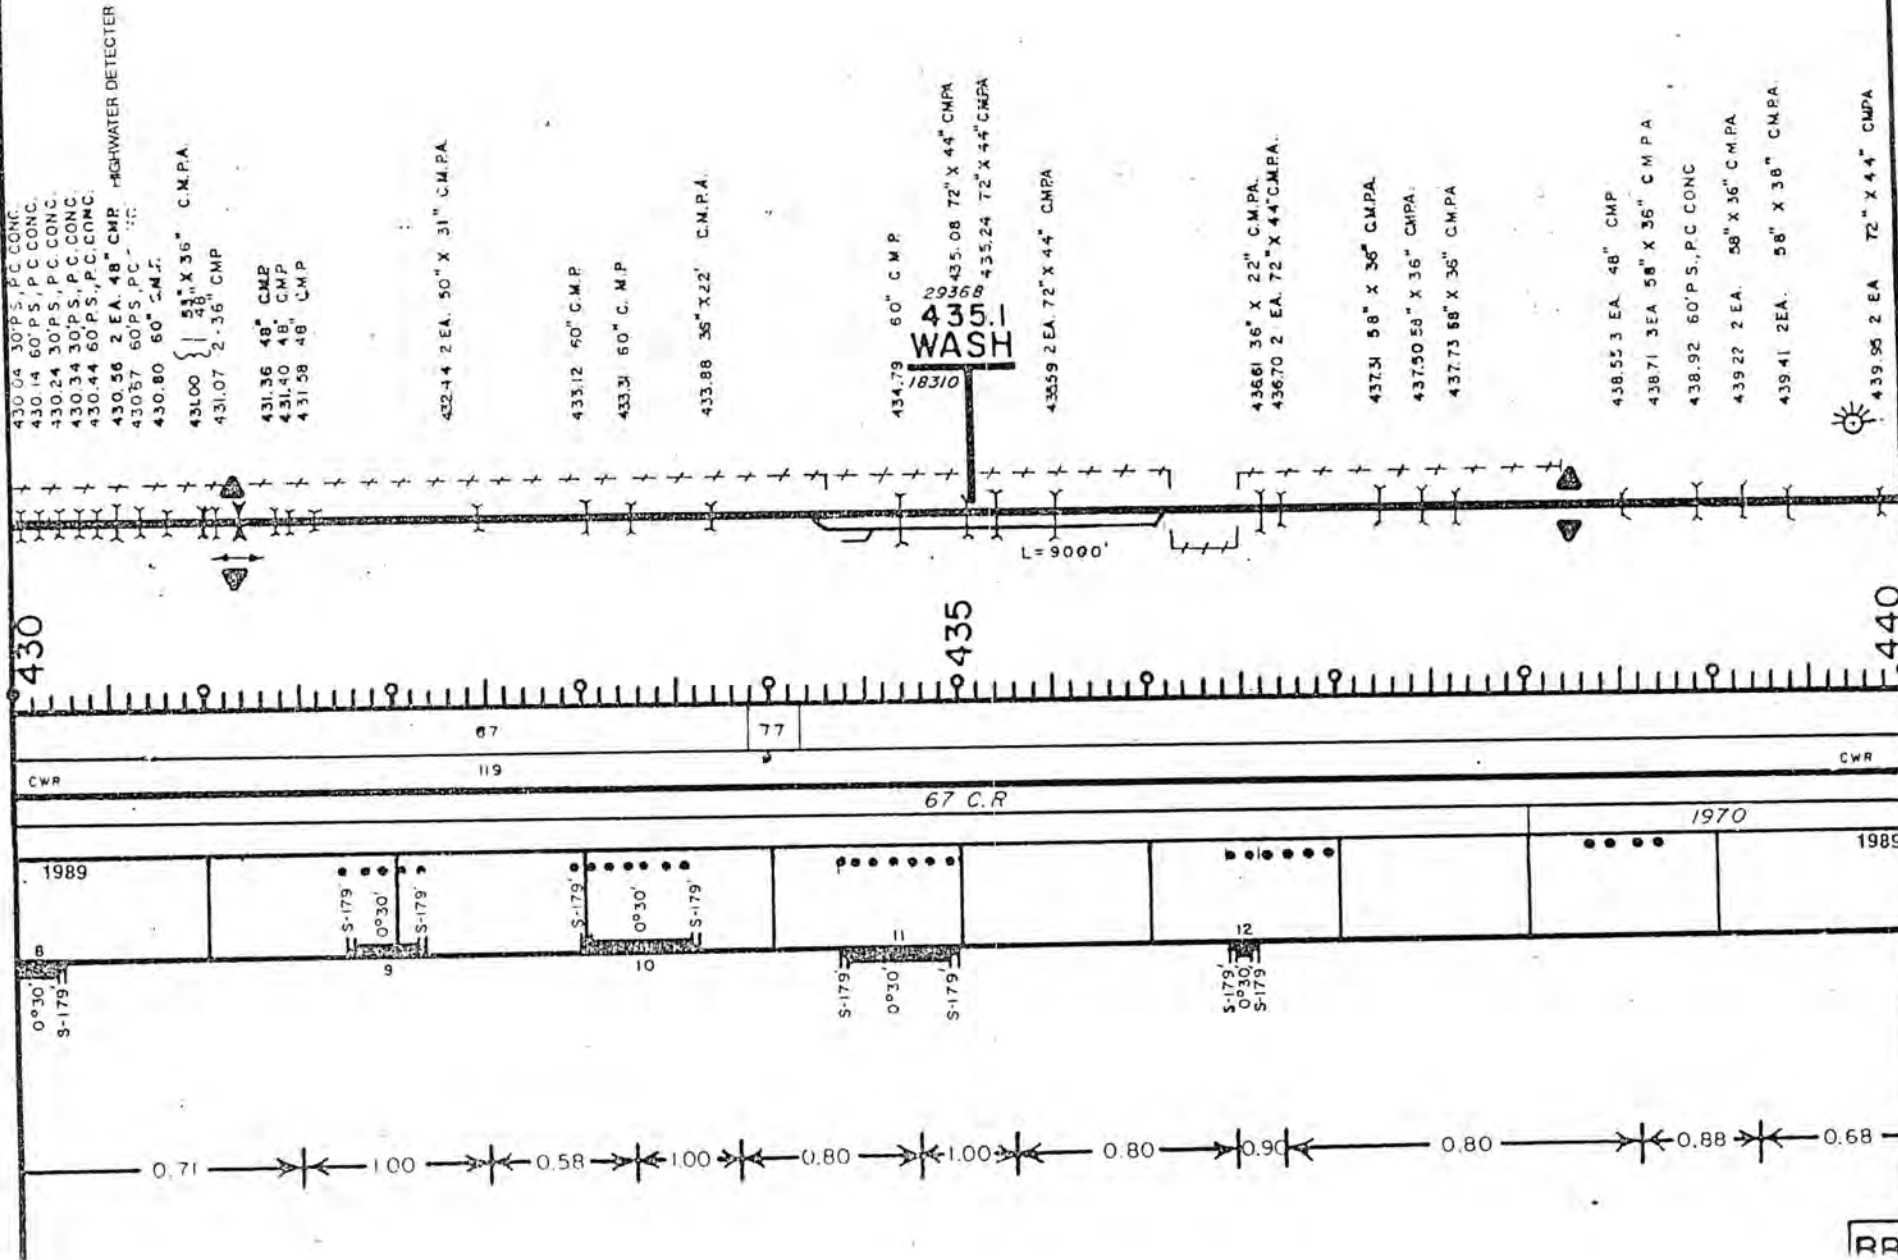 430.04 30'P.S., P.C. CONC.
430.14 60'P.S., P.C. CONC.
430.24 30'P.S., P.C. CONC.
430.34 30'P.S., P.C. CONC.
430.44 60'P.S., P.C. CONC.
430.56 2 EA. 48" CMP. HIGHWATER DETECTER
430.67 60'P.S, P.C.
430.80 60" C.M.P.
431.00 { 1 53" X 36" C.M.P.A.
1 48"
431.07 2-36" CMP
431.36 48" C.M.P.
431.40 48" C.M.P.
431.58 48" C.M.P.
432.44 2 EA. 50" X 31" C.M.P.A.
433.12 60" C.M.P.
433.31 60" C.M.P.
433.88 36" X 22' C.M.P.A.
434.79 60" C M P.
435.08 72" X 44" CMPA
435.24 72" X 44" CMPA
29368
435.1
WASH
18310
435.59 2 EA. 72" X 44" CMPA
436.61 36" X 22" C.M.P.A.
436.70 2 EA. 72" X 44" C.M.P.A.
437.31 58" X 36" C.M.P.A.
437.50 58" X 36" CMPA.
437.73 58" X 36" C.M.P.A
438.55 3 EA. 48" CMP
438.71 3EA 58" X 36" C M P A
438.92 60'P S., P.C CONC
439.22 2 EA. 58" X 36" C M.P.A.
439.41 2EA. 58" X 36" C.M.P.A.
439.95 2 EA 72" X 44" CMPA
L=9000'
430 435 440
67 77
CWR 119 CWR
67 C.R
1970
1989 1989
S-179' 0°30' S-179' S-179' 0°30' S-179'
9 10 11 12
0°30' S-179' S-179' 0°30' S-179' S-179' 0°30' S-179'
0.71 1.00 0.58 1.00 0.80 1.00 0.80 0.90 0.80 0.88 0.68